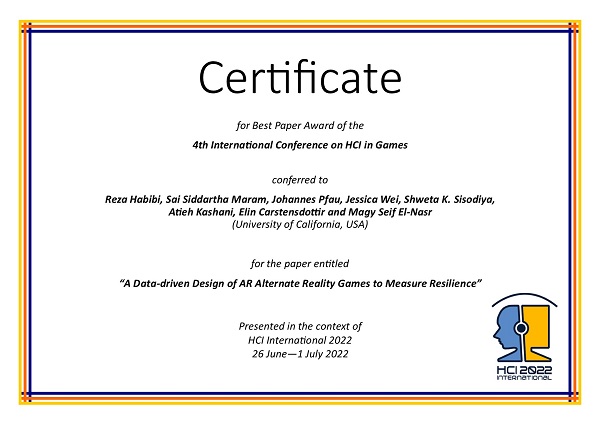 Certificate
for Best Paper Award of the
4th International Conference on HCI in Games
conferred to
Reza Habibi, Sai Siddartha Maram, Johannes Pfau, Jessica Wei, Shweta K. Sisodiya,
Atieh Kashani, Elin Carstensdottir and Magy Seif El-Nasr
(University of California, USA)
for the paper entitled
“A Data-driven Design of AR Alternate Reality Games to Measure Resilience”
Presented in the context of
HCI International 2022
26 June—1 July 2022
HCI 2022
INTERNATIONAL